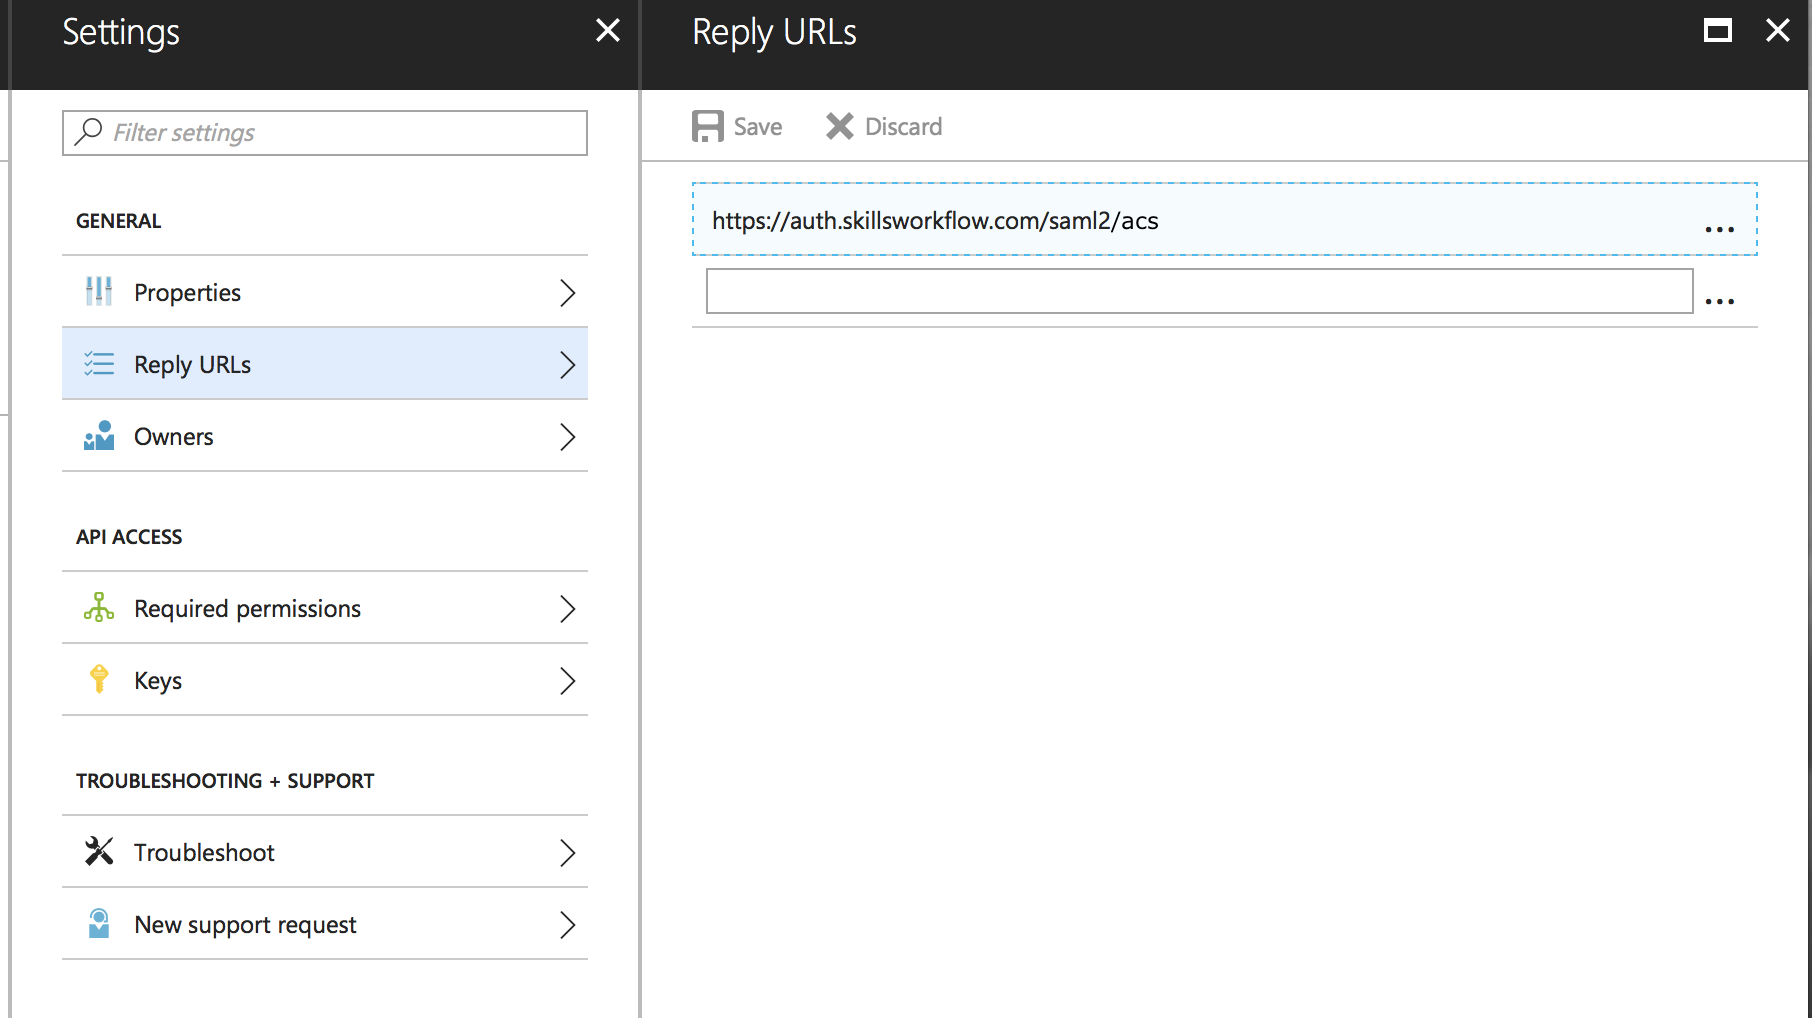 Settings
Filter settings
GENERAL
Properties
Reply URLs
Owners
API ACCESS
Required permissions
Keys
TROUBLESHOOTING + SUPPORT
Troubleshoot
New support request
Reply URLs
Save
Discard
https://auth.skillsworkflow.com/saml2/acs